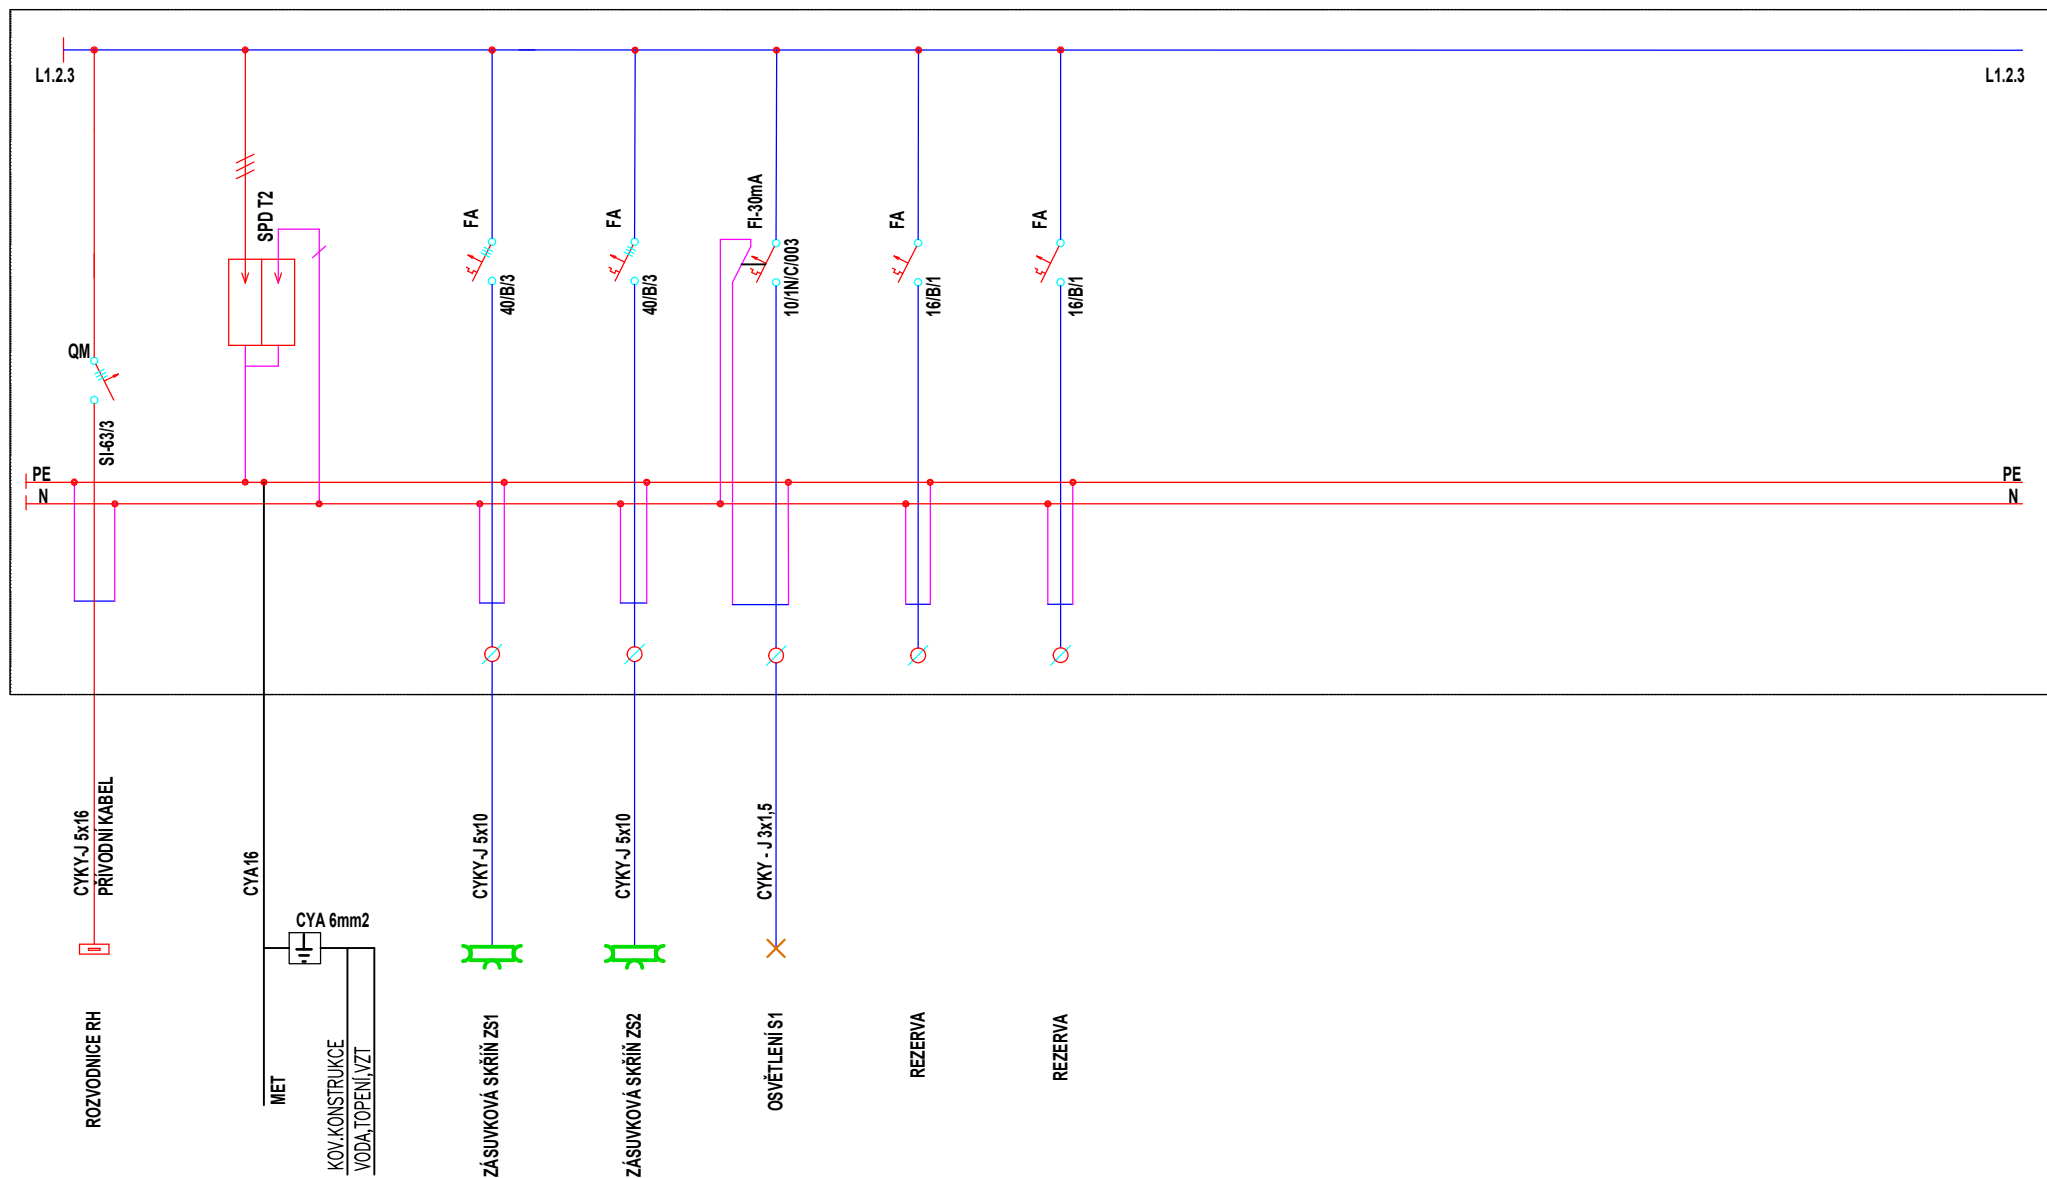 L1.2.3
L1.2.3
SPD T2
FA
FA
FI-30mA
FA
FA
40/B/3
40/B/3
10/1N/C/003
16/B/1
16/B/1
QM
SI-63/3
PE
PE
N
N
CYKY-J 5x16
PŘÍVODNÍ KABEL
CYA16
CYKY-J 5x10
CYKY-J 5x10
CYKY - J 3x1,5
CYA 6mm2
ROZVODNICE RH
MET
KOV.KONSTRUKCE
VODA,TOPENÍ,VZT
ZÁSUVKOVÁ SKŘÍŇ ZS1
ZÁSUVKOVÁ SKŘÍŇ ZS2
OSVĚTLENÍ S1
REZERVA
REZERVA